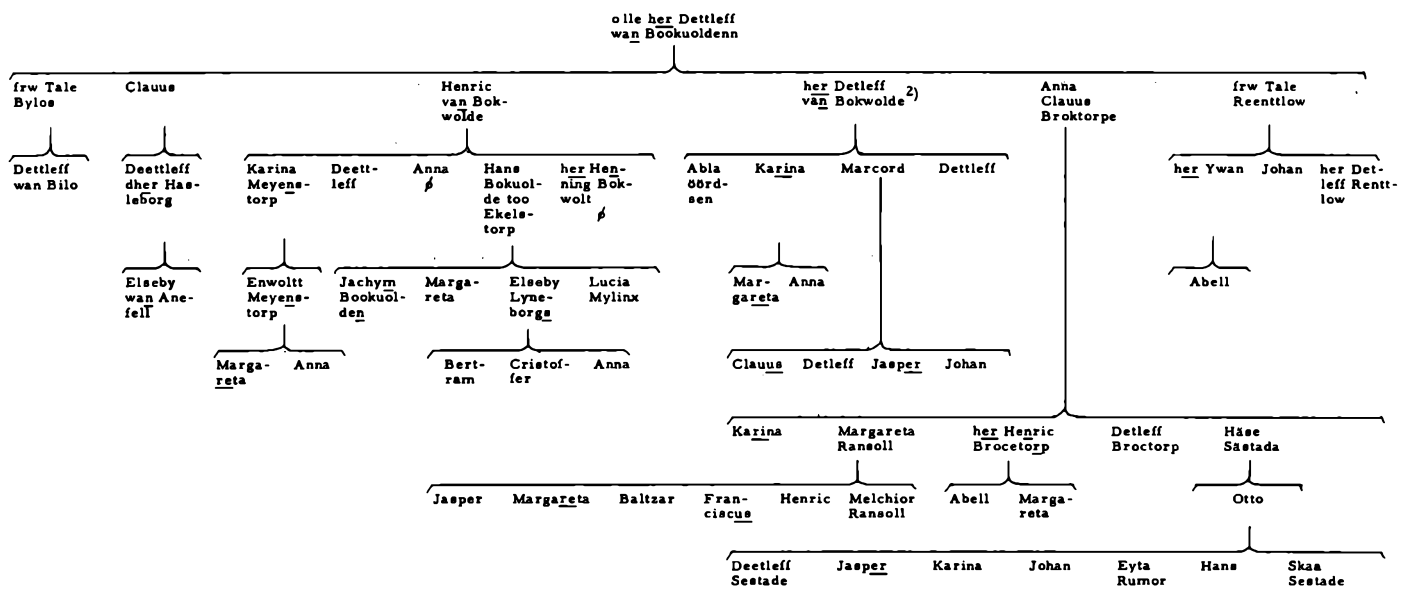 olle her Dettleff
wan Bookuoldenn
frw Tale
Bylos
Clauus
Henric
van Bok-
wolde
her Detleff
van Bokwolde²⁾
Anna
Clauus
Broktorpe
frw Tale
Reenttlow
Dettleff
wan Bilo
Deettleff
dher Has-
leborg
Karina
Meyens-
torp
Deett-
leff
Anna
ø
Hans
Bokuol-
de too
Ekels-
torp
her Hen-
ning Bok-
wolt
ø
Abla
öörd-
sen
Karina
Marcord
Dettleff
her Ywan
Johan
her Det-
leff Rentt-
low
Elseby
wan Ane-
fell
Enwoltt
Meyens-
torp
Jachym
Bookuol-
den
Marga-
reta
Elseby
Lyne-
borgs
Lucia
Mylinx
Mar-
gareta
Anna
Abell
Marga-
reta
Anna
Bert-
ram
Cristof-
fer
Anna
Clauus
Detleff
Jasper
Johan
Karina
Margareta
Ransoll
her Henric
Brocetorp
Detleff
Broctorp
Häse
Sästada
Jasper
Margareta
Baltzar
Fran-
ciscus
Henric
Melchior
Ransoll
Abell
Marga-
reta
Otto
Deetleff
Sestade
Jasper
Karina
Johan
Eyta
Rumor
Hans
Skaa
Sestade